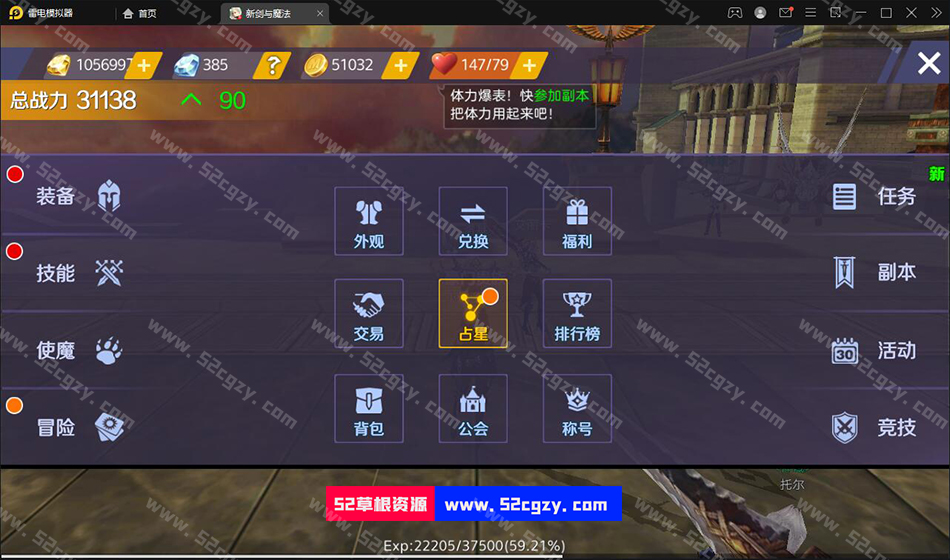 雷电模拟器
首页
新剑与魔法
385
51032
147/79
总战力 31138
90
体力爆表！快参加副本
把体力用起来吧！
新
装备
技能
使魔
冒险
外观
兑换
福利
交易
占星
排行榜
背包
公会
称号
任务
副本
30
活动
竞技
托尔
52草根资源
www.52cgzy.com
Exp:22205/37500(59.21%)
www.52cgzy.com